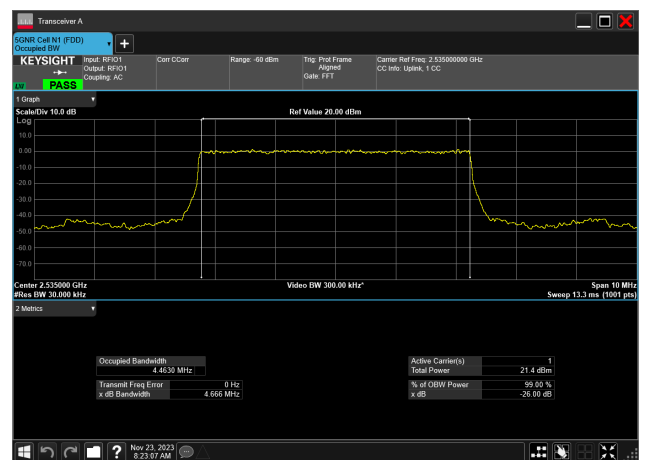 Transceiver A
5GNR Cell N1 (FDD)
Occupied BW
KEYSIGHT
LV
PASS
Input: RFIO1
Output: RFIO1
Coupling: AC
Corr CCorr
Range: -60 dBm
Trig: Prot Frame
Aligned
Gate: FFT
Carrier Ref Freq: 2.535000000 GHz
CC Info: Uplink, 1 CC
1 Graph
Scale/Div 10.0 dB
Ref Value 20.00 dBm
Log
10.0
0.00
-10.0
-20.0
-30.0
-40.0
-50.0
-60.0
-70.0
Center 2.535000 GHz
Video BW 300.00 kHz*
Span 10 MHz
#Res BW 30.000 kHz
Sweep 13.3 ms (1001 pts)
2 Metrics
Occupied Bandwidth
4.4630 MHz
Active Carrier(s) 1
Total Power 21.4 dBm
Transmit Freq Error 0 Hz
x dB Bandwidth 4.666 MHz
% of OBW Power 99.00 %
x dB -26.00 dB
Nov 23, 2023
8:23:07 AM